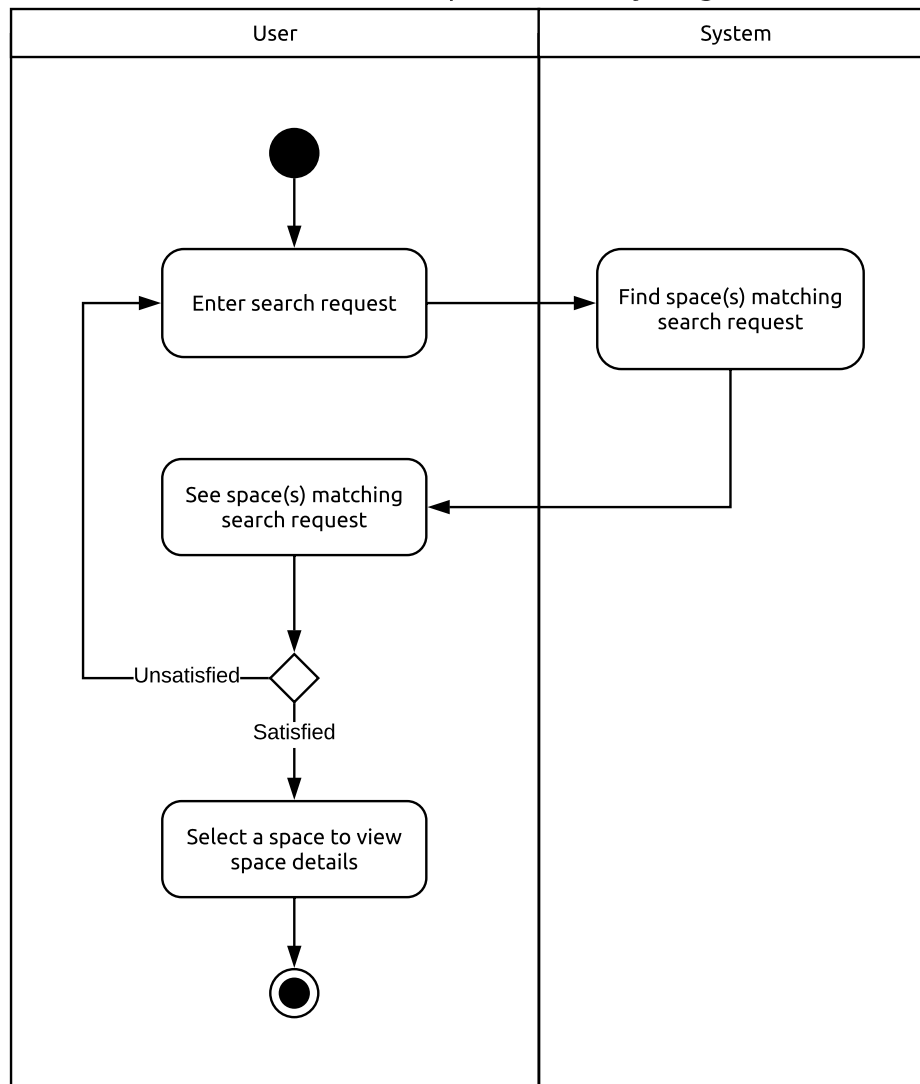 User
System
Enter search request
Find space(s) matching
search request
See space(s) matching
search request
Unsatisfied
Satisfied
Select a space to view
space details